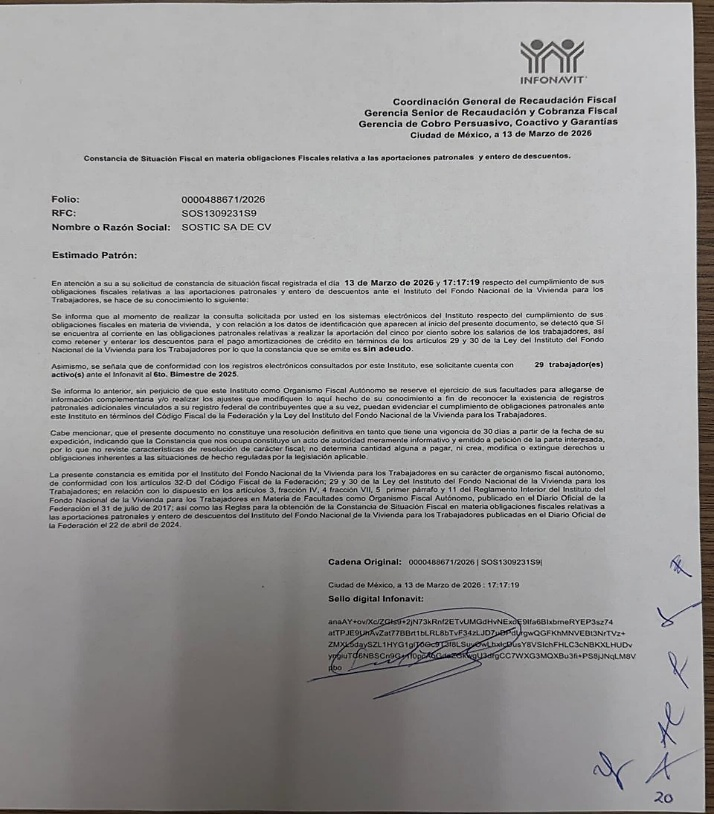 INFONAVIT
Coordinación General de Recaudación Fiscal
Gerencia Senior de Recaudación y Cobranza Fiscal
Gerencia de Cobro Persuasivo, Coactivo y Garantías
Ciudad de México, a 13 de Marzo de 2026
Constancia de Situación Fiscal en materia obligaciones Fiscales relativa a las aportaciones patronales y entero de descuentos.
Folio: 0000488671/2026
RFC: SOS1309231S9
Nombre o Razón Social: SOSTIC SA DE CV
Estimado Patrón:
En atención a su a su solicitud de constancia de situación fiscal registrada el día 13 de Marzo de 2026 y 17:17:19 respecto del cumplimiento de sus
obligaciones fiscales relativas a las aportaciones patronales y entero de descuentos ante el Instituto del Fondo Nacional de la Vivienda para los
Trabajadores, se hace de su conocimiento lo siguiente:
Se informa que al momento de realizar la consulta solicitada por usted en los sistemas electrónicos del Instituto respecto del cumplimiento de sus
obligaciones fiscales en materia de vivienda, y con relación a los datos de identificación que aparecen al inicio del presente documento, se detectó que Sí
se encuentra al corriente en las obligaciones patronales relativas a realizar la aportación del cinco por ciento sobre los salarios de los trabajadores, así
como retener y enterar los descuentos para el pago amortizaciones de crédito en términos de los artículos 29 y 30 de la Ley del Instituto del Fondo
Nacional de la Vivienda para los Trabajadores por lo que la constancia que se emite es sin adeudo.
Asimismo, se señala que de conformidad con los registros electrónicos consultados por este Instituto, ese solicitante cuenta con 29 trabajador(es)
activo(s) ante el Infonavit al 6to. Bimestre de 2025.
Se informa lo anterior, sin perjuicio de que este Instituto como Organismo Fiscal Autónomo se reserve el ejercicio de sus facultades para allegarse de
información complementaria y/o realizar los ajustes que modifiquen lo aquí hecho de su conocimiento a fin de reconocer la existencia de registros
patronales adicionales vinculados a su registro federal de contribuyentes que a su vez, puedan evidenciar el cumplimiento de obligaciones patronales ante
este Instituto en términos del Código Fiscal de la Federación y la Ley del Instituto del Fondo Nacional de la Vivienda para los Trabajadores.
Cabe mencionar, que el presente documento no constituye una resolución definitiva en tanto que tiene una vigencia de 30 días a partir de la fecha de su
expedición, indicando que la Constancia que nos ocupa constituye un acto de autoridad meramente informativo y emitido a petición de la parte interesada,
por lo que no reviste características de resolución de carácter fiscal; no determina cantidad alguna a pagar, ni crea, modifica o extingue derechos u
obligaciones inherentes a las situaciones de hecho reguladas por la legislación aplicable.
La presente constancia es emitida por el Instituto del Fondo Nacional de la Vivienda para los Trabajadores en su carácter de organismo fiscal autónomo,
de conformidad con los artículos 32-D del Código Fiscal de la Federación; 29 y 30 de la Ley del Instituto del Fondo Nacional de la Vivienda para los
Trabajadores; en relación con lo dispuesto en los artículos 3, fracción IV, 4 fracción VII, 5 primer párrafo y 11 del Reglamento Interior del Instituto del
Fondo Nacional de la Vivienda para los Trabajadores en Materia de Facultades como Organismo Fiscal Autónomo, publicado en el Diario Oficial de la
Federación el 31 de julio de 2017; así como las Reglas para la obtención de la Constancia de Situación Fiscal en materia obligaciones fiscales relativas a
las aportaciones patronales y entero de descuentos del Instituto del Fondo Nacional de la Vivienda para los Trabajadores publicadas en el Diario Oficial de
la Federación el 22 de abril de 2024.
Cadena Original: 0000488671/2026 | SOS1309231S9|
Ciudad de México, a 13 de Marzo de 2026 : 17:17:19
Sello digital Infonavit:
20